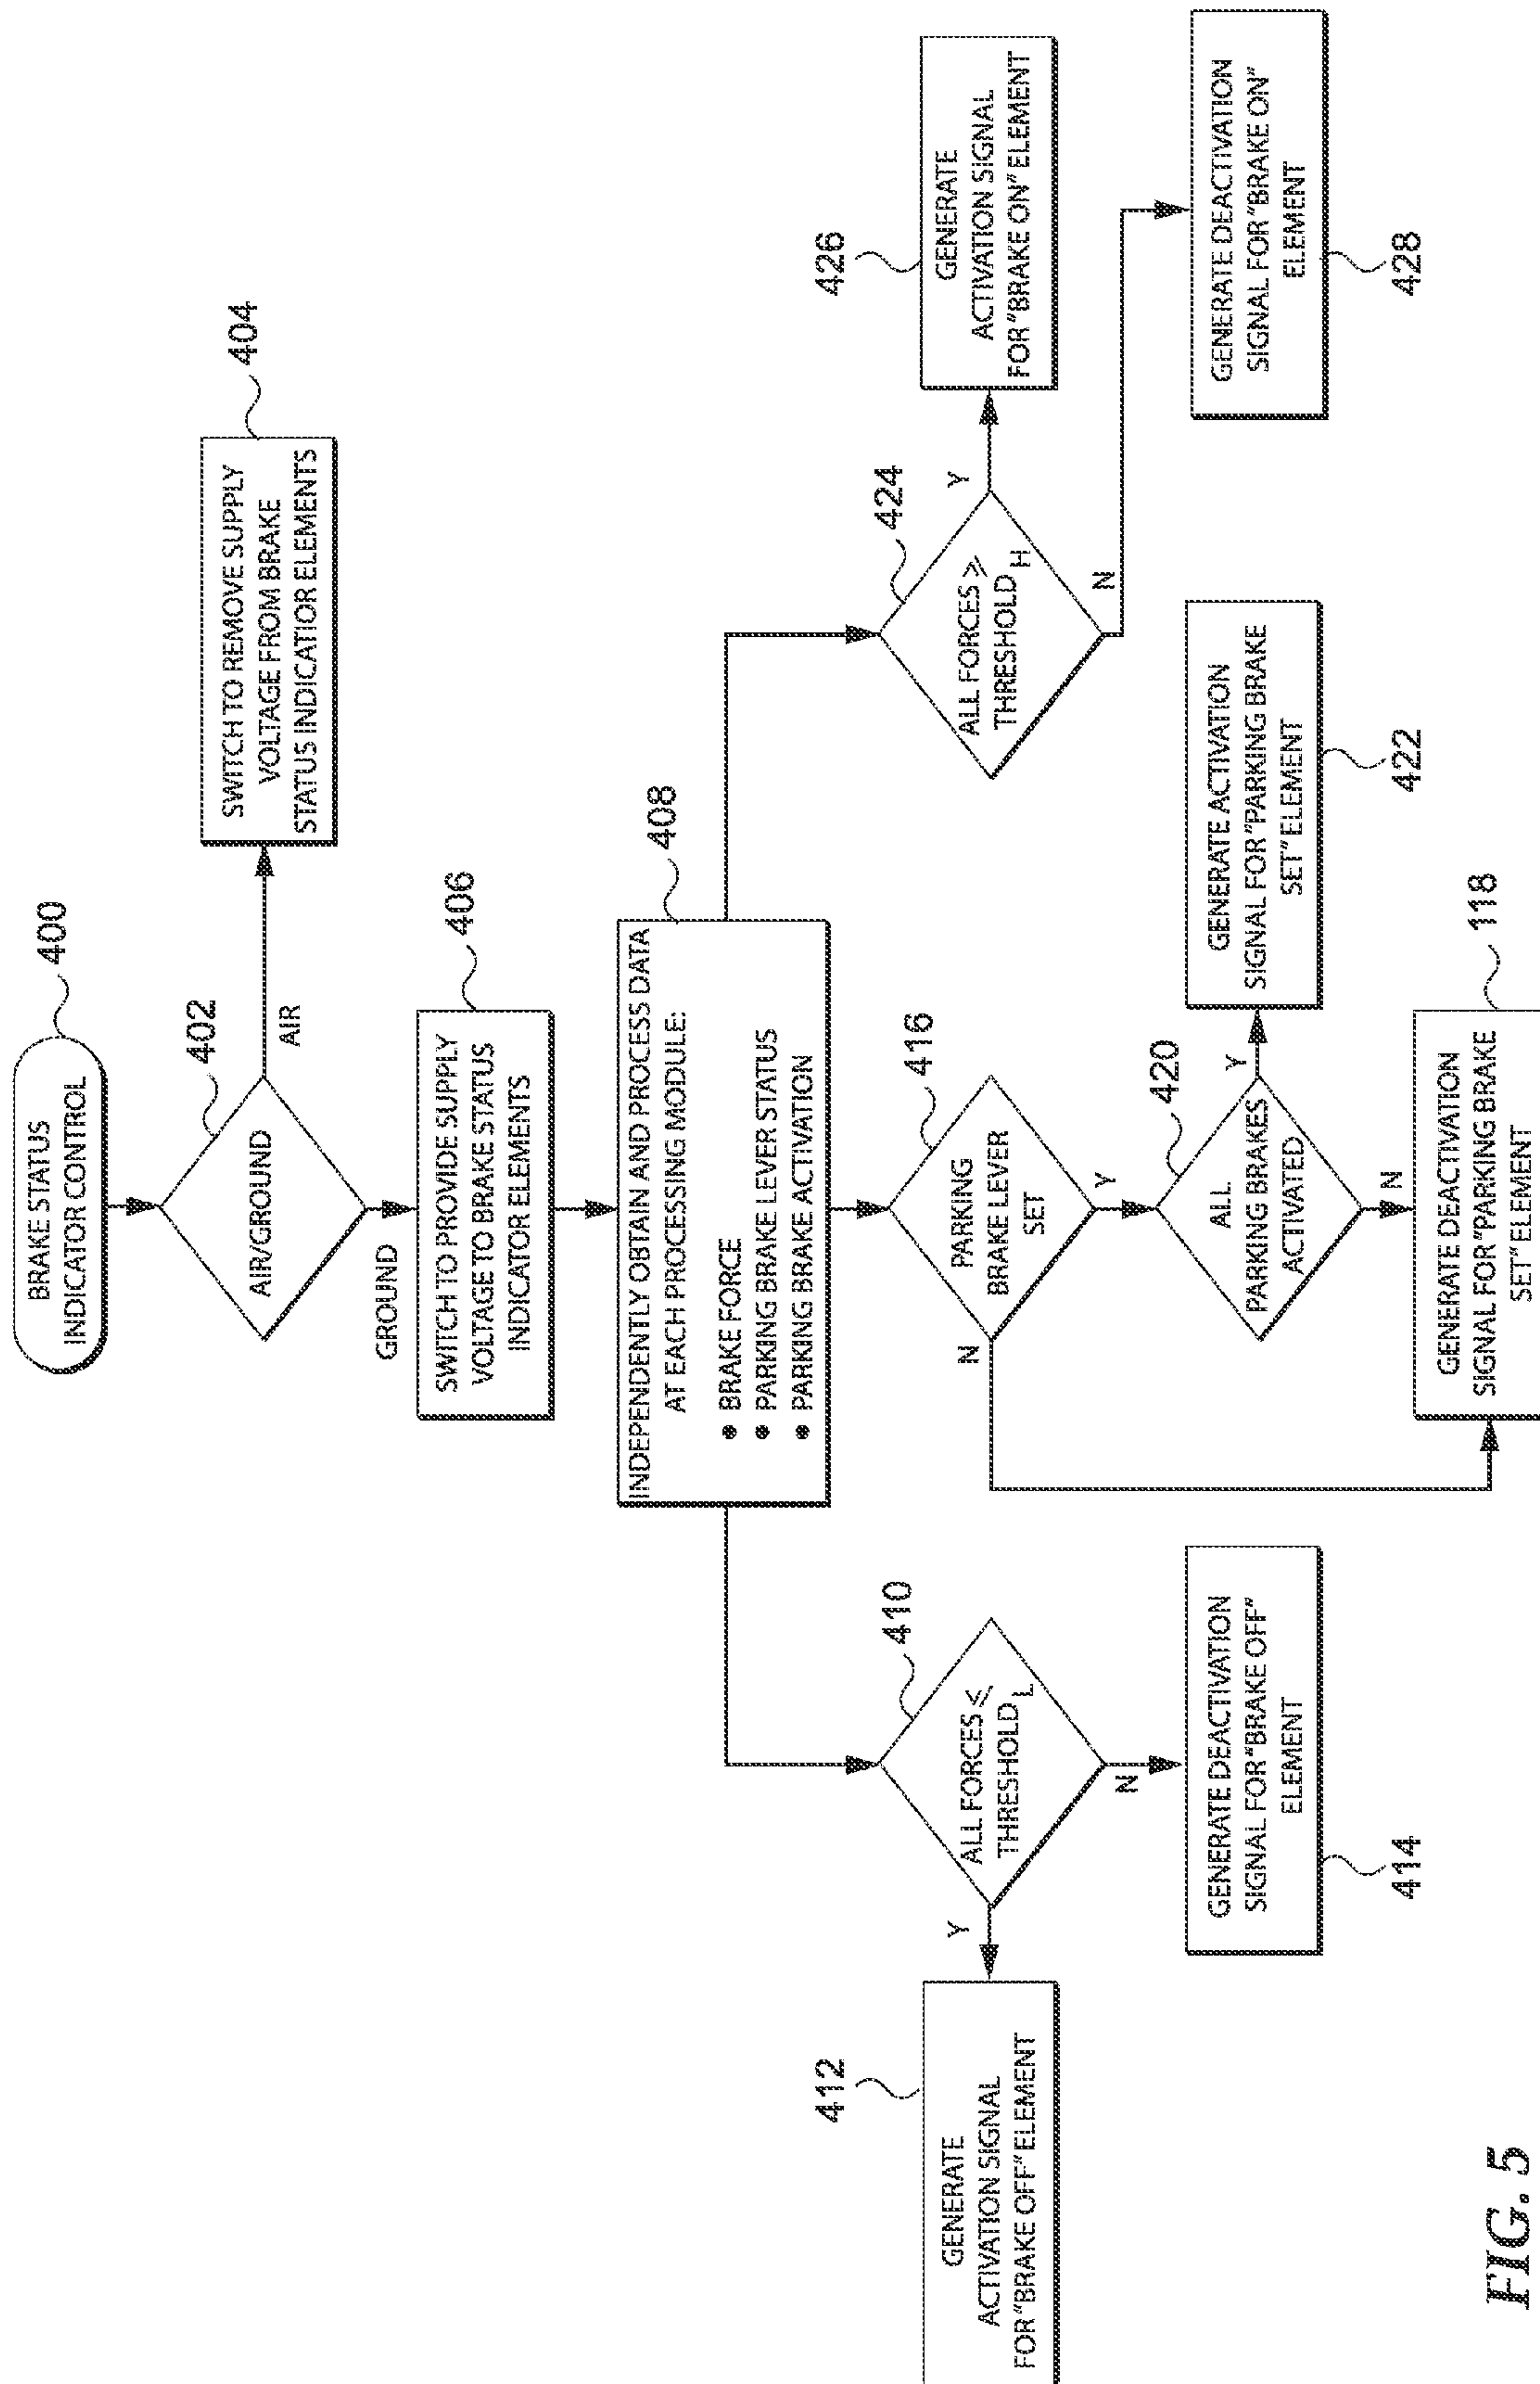 BRAKE STATUS
INDICATOR CONTROL
400
AIR/GROUND
402
AIR
SWITCH TO REMOVE SUPPLY
VOLTAGE FROM BRAKE
STATUS INDICATIOR ELEMENTS
404
GROUND
SWITCH TO PROVIDE SUPPLY
VOLTAGE TO BRAKE STATUS
INDICATOR ELEMENTS
406
INDEPENDENTLY OBTAIN AND PROCESS DATA
AT EACH PROCESSING MODULE:
• BRAKE FORCE
• PARKING BRAKE LEVER STATUS
• PARKING BRAKE ACTIVATION
408
ALL FORCES ⩽
THRESHOLD L
410
Y
GENERATE
ACTIVATION SIGNAL
FOR "BRAKE OFF" ELEMENT
412
N
GENERATE DEACTIVATION
SIGNAL FOR "BRAKE OFF"
ELEMENT
414
PARKING
BRAKE LEVER
SET
416
N
Y
ALL
PARKING BRAKES
ACTIVATED
420
Y
GENERATE ACTIVATION
SIGNAL FOR "PARKING BRAKE
SET" ELEMENT
422
N
GENERATE DEACTIVATION
SIGNAL FOR "PARKING BRAKE
SET" ELEMENT
118
ALL FORCES ⩾
THRESHOLD H
424
Y
GENERATE
ACTIVATION SIGNAL
FOR "BRAKE ON" ELEMENT
426
N
GENERATE DEACTIVATION
SIGNAL FOR "BRAKE ON"
ELEMENT
428
FIG. 5